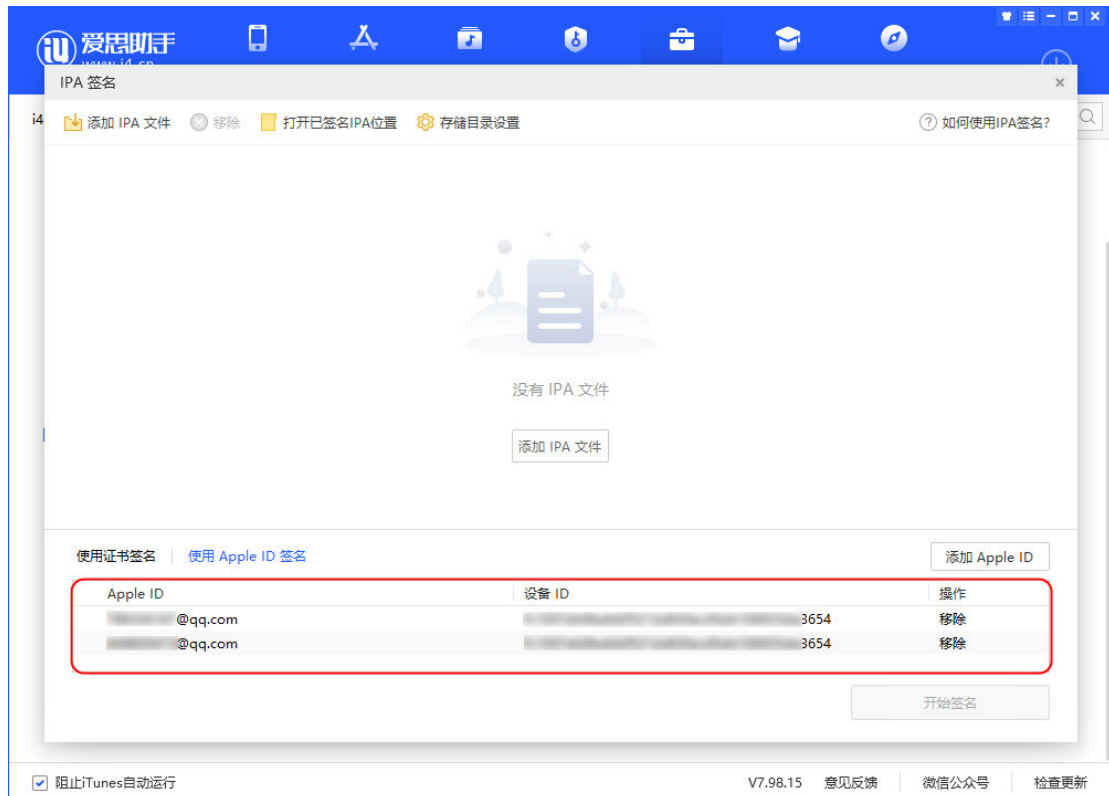 爱思助手
www.i4.cn
IPA 签名
i4
添加 IPA 文件 移除 打开已签名IPA位置 存储目录设置 如何使用IPA签名?
没有 IPA 文件
添加 IPA 文件
使用证书签名 使用 Apple ID 签名 添加 Apple ID
Apple ID 设备 ID 操作
@qq.com 3654 移除
@qq.com 3654 移除
开始签名
阻止iTunes自动运行 V7.98.15 意见反馈 微信公众号 检查更新